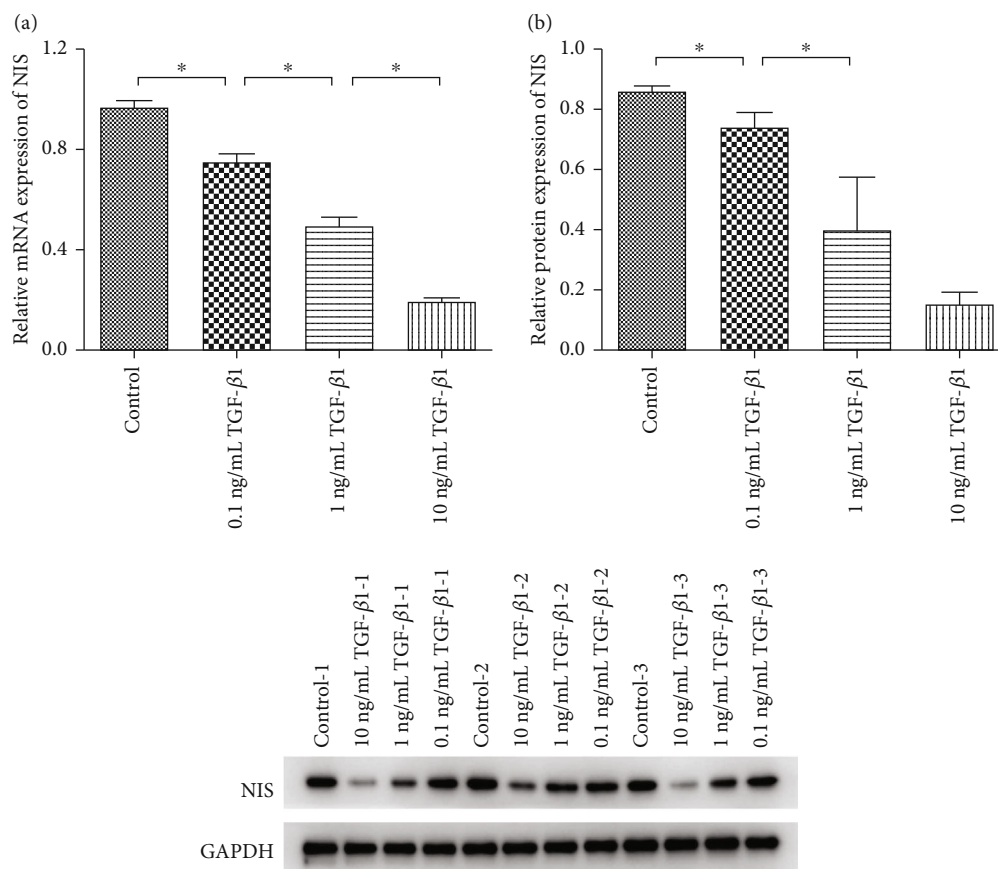 (a)
Relative mRNA expression of NIS
1.2
0.8
0.4
0.0
*
*
*
Control
0.1 ng/mL TGF-β1
1 ng/mL TGF-β1
10 ng/mL TGF-β1
(b)
Relative protein expression of NIS
1.0
0.8
0.6
0.4
0.2
0.0
*
*
Control
0.1 ng/mL TGF-β1
1 ng/mL TGF-β1
10 ng/mL TGF-β1
Control-1
10 ng/mL TGF-β1-1
1 ng/mL TGF-β1-1
0.1 ng/mL TGF-β1-1
Control-2
10 ng/mL TGF-β1-2
1 ng/mL TGF-β1-2
0.1 ng/mL TGF-β1-2
Control-3
10 ng/mL TGF-β1-3
1 ng/mL TGF-β1-3
0.1 ng/mL TGF-β1-3
NIS
GAPDH